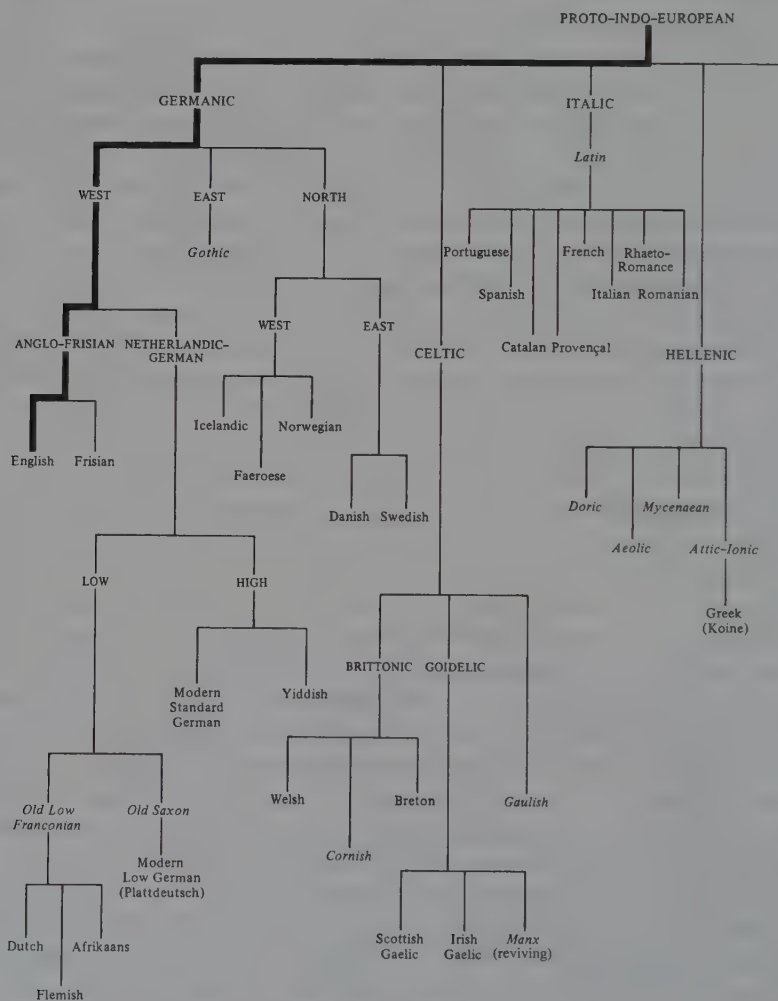 PROTO–INDO–EUROPEAN
GERMANIC
ITALIC
Latin
WEST
EAST
NORTH
Gothic
Portuguese
French
Rhaeto-
Romance
Spanish
Italian
Romanian
Catalan
Provençal
WEST
EAST
ANGLO–FRISIAN
NETHERLANDIC–
GERMAN
CELTIC
HELLENIC
Icelandic
Norwegian
English
Frisian
Faeroese
Danish
Swedish
Doric
Mycenaean
Aeolic
Attic–Ionic
LOW
HIGH
Greek
(Koine)
BRITTONIC
GOIDELIC
Modern
Standard
German
Yiddish
Welsh
Breton
Gaulish
Old Low
Franconian
Old Saxon
Cornish
Modern
Low German
(Plattdeutsch)
Scottish
Gaelic
Irish
Gaelic
Manx
(reviving)
Dutch
Afrikaans
Flemish